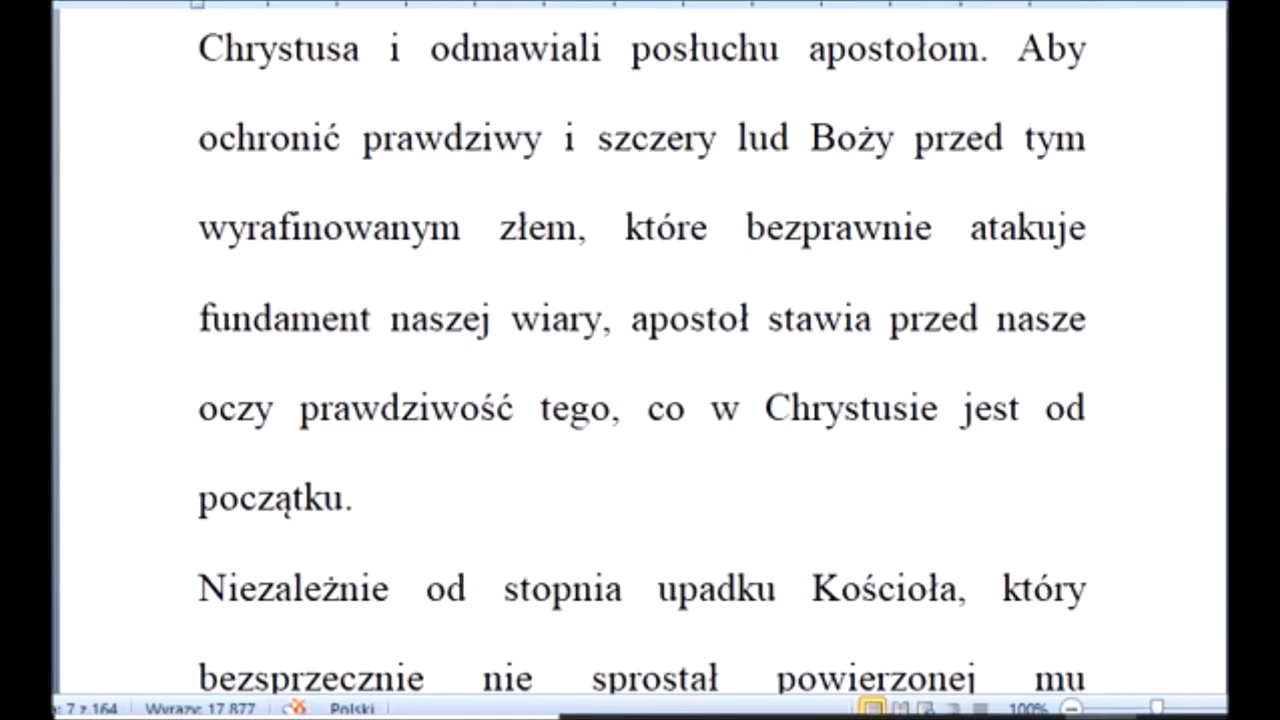 Chrystusa i odmawiali posłuchu apostołom. Aby
ochronić prawdziwy i szczery lud Boży przed tym
wyrafinowanym złem, które bezprawnie atakuje
fundament naszej wiary, apostoł stawia przed nasze
oczy prawdziwość tego, co w Chrystusie jest od
początku.
Niezależnie od stopnia upadku Kościoła, który
bezsprzecznie nie sprostał powierzonej mu
: 7 z 164 Wyrazy: 17 877 Polski 100%